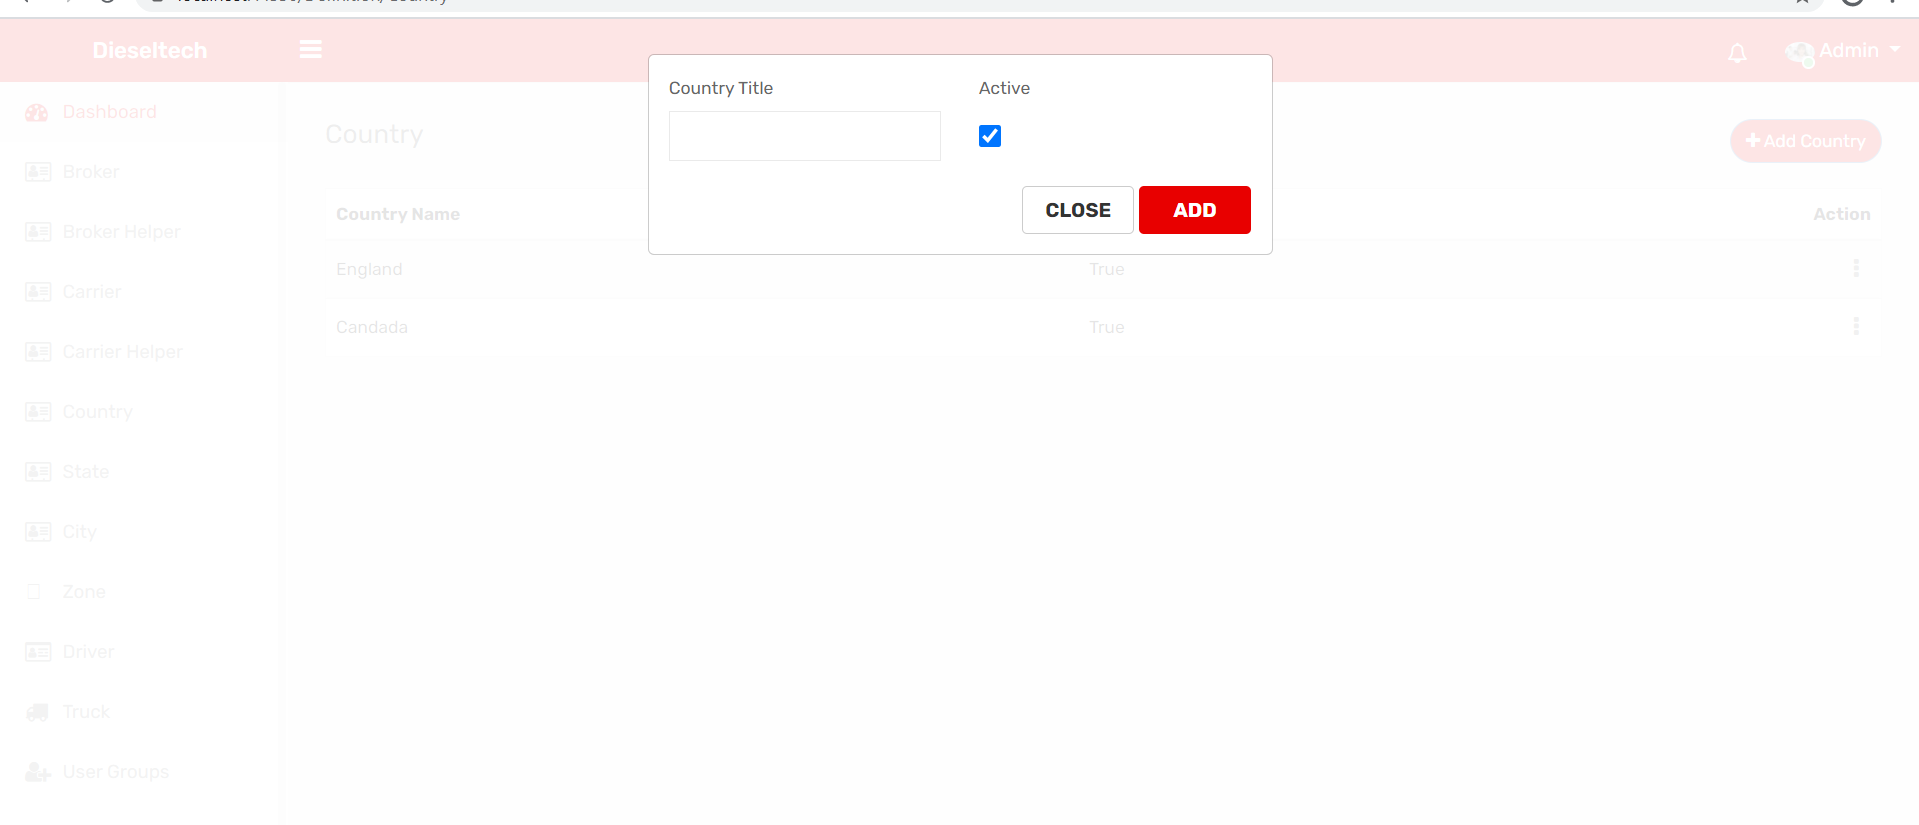 Dieseltech
Admin
Country Title
Active
CLOSE
ADD
Dashboard
Broker
Broker Helper
Carrier
Carrier Helper
Country
State
City
Zone
Driver
Truck
User Groups
Country
Add Country
Country Name
Action
England
True
Candada
True